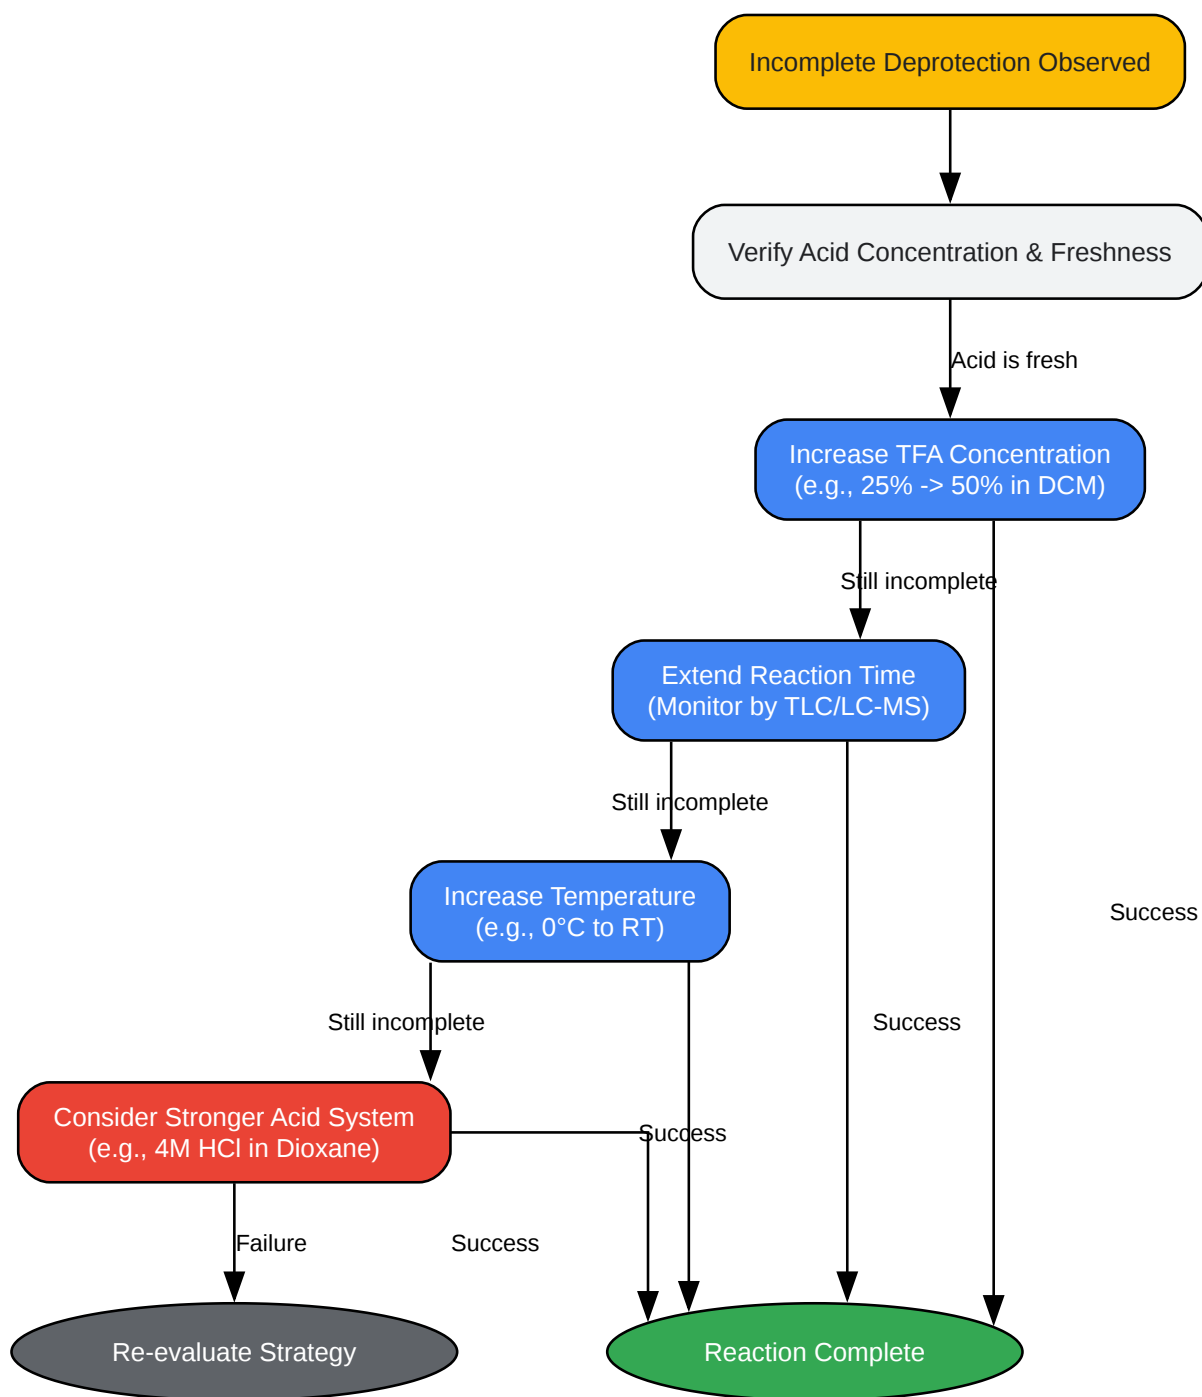 Incomplete Deprotection Observed
Verify Acid Concentration & Freshness
Acid is fresh
Increase TFA Concentration
(e.g., 25% -> 50% in DCM)
Still incomplete
Extend Reaction Time
(Monitor by TLC/LC-MS)
Still incomplete
Increase Temperature
(e.g., 0°C to RT)
Success
Still incomplete
Success
Consider Stronger Acid System
(e.g., 4M HCl in Dioxane)
Success
Failure
Success
Re-evaluate Strategy
Reaction Complete